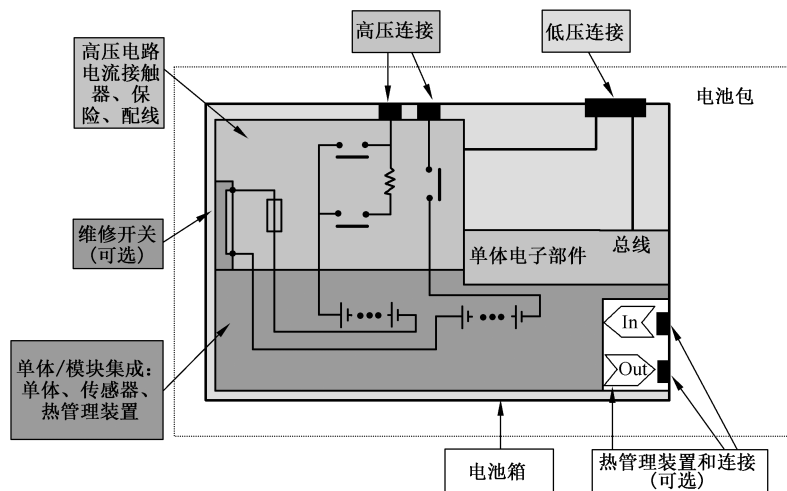 高压连接
低压连接
高压电路
电流接触
器、保
险、配线
电池包
维修开关
(可选)
单体电子部件
总线
In
Out
单体/模块集成：
单体、传感器、
热管理装置
电池箱
热管理装置和连接
(可选)